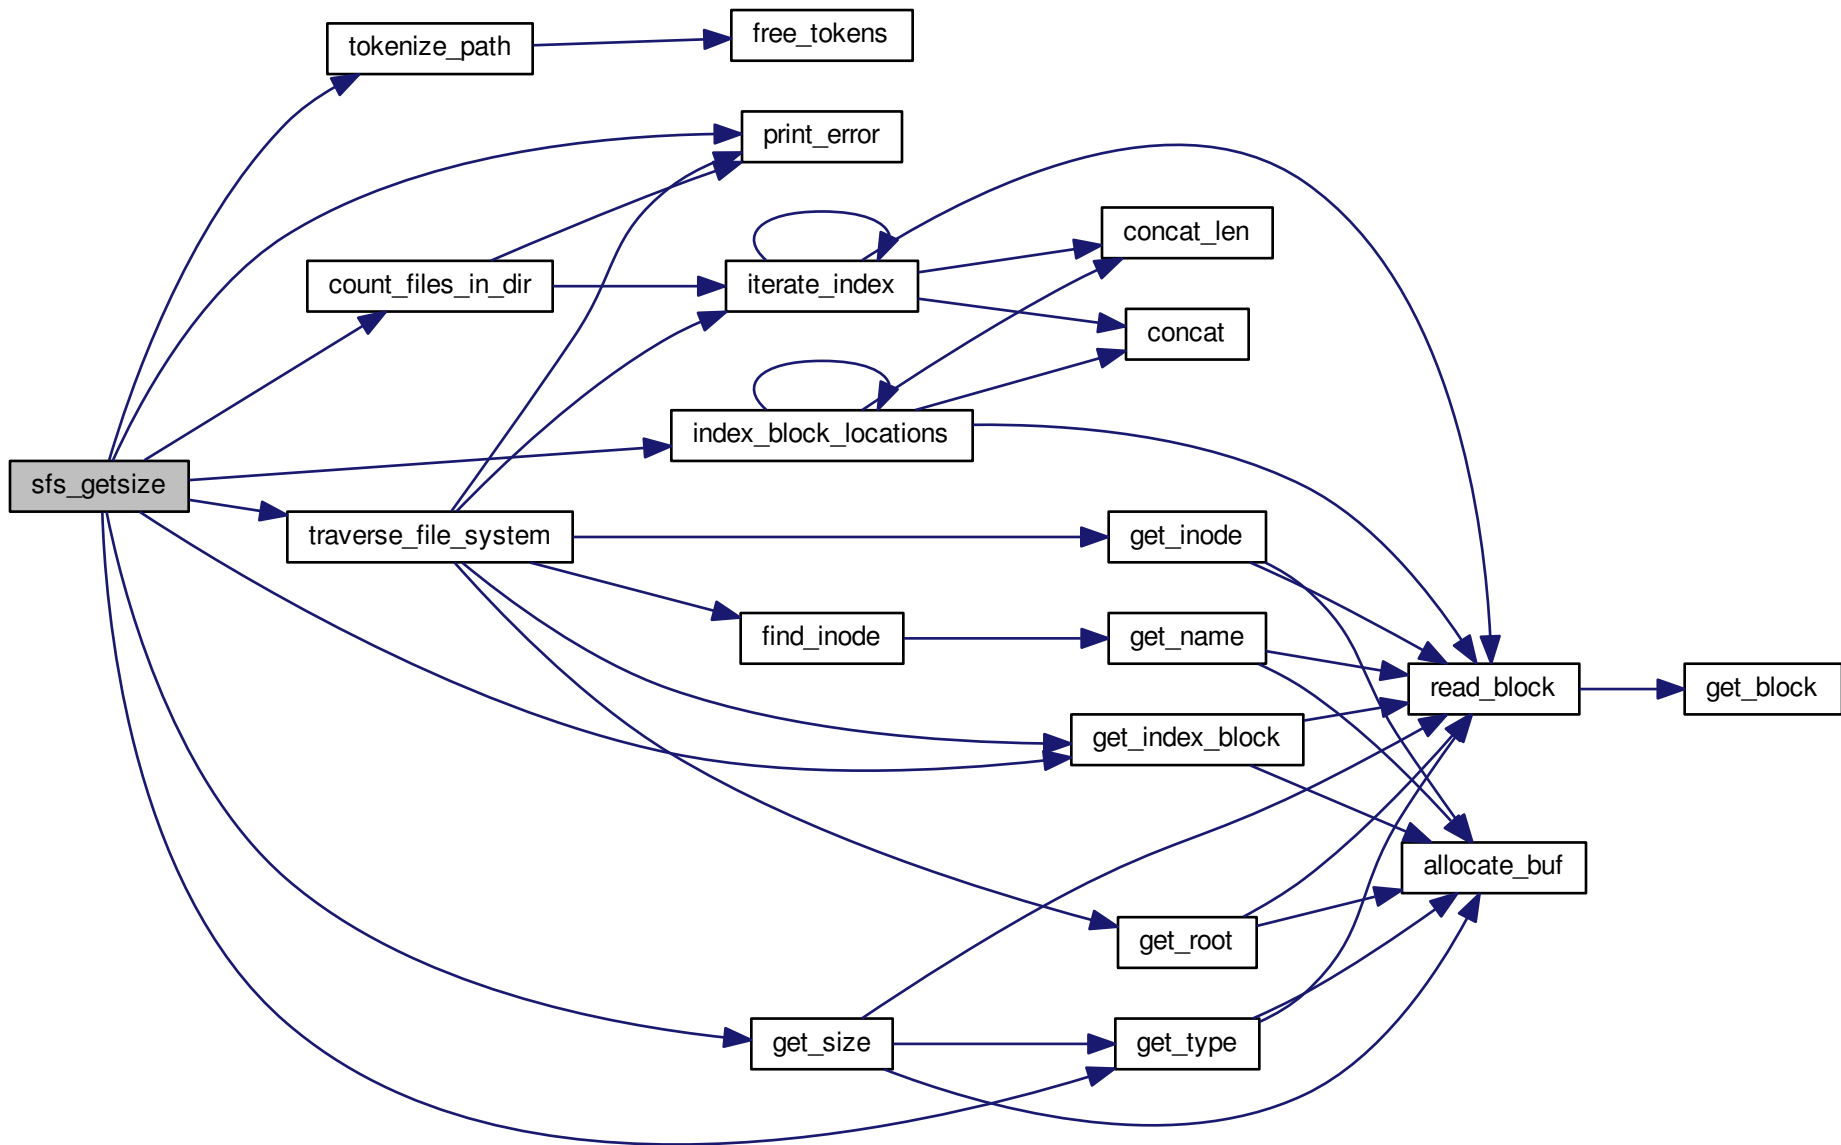 tokenize_path
free_tokens
print_error
count_files_in_dir
iterate_index
concat_len
concat
index_block_locations
sfs_getsize
traverse_file_system
get_inode
find_inode
get_name
read_block
get_block
get_index_block
allocate_buf
get_root
get_size
get_type